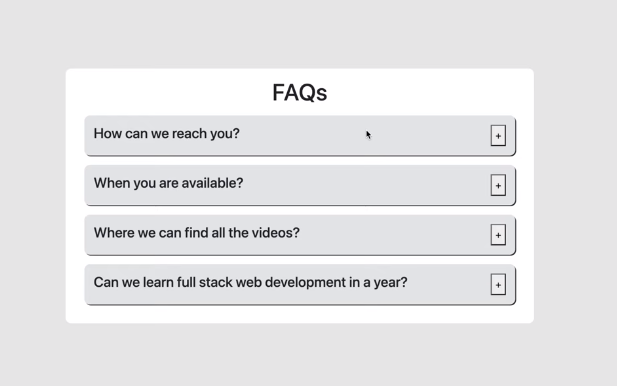 FAQs
How can we reach you? +
When you are available? +
Where we can find all the videos? +
Can we learn full stack web development in a year? +